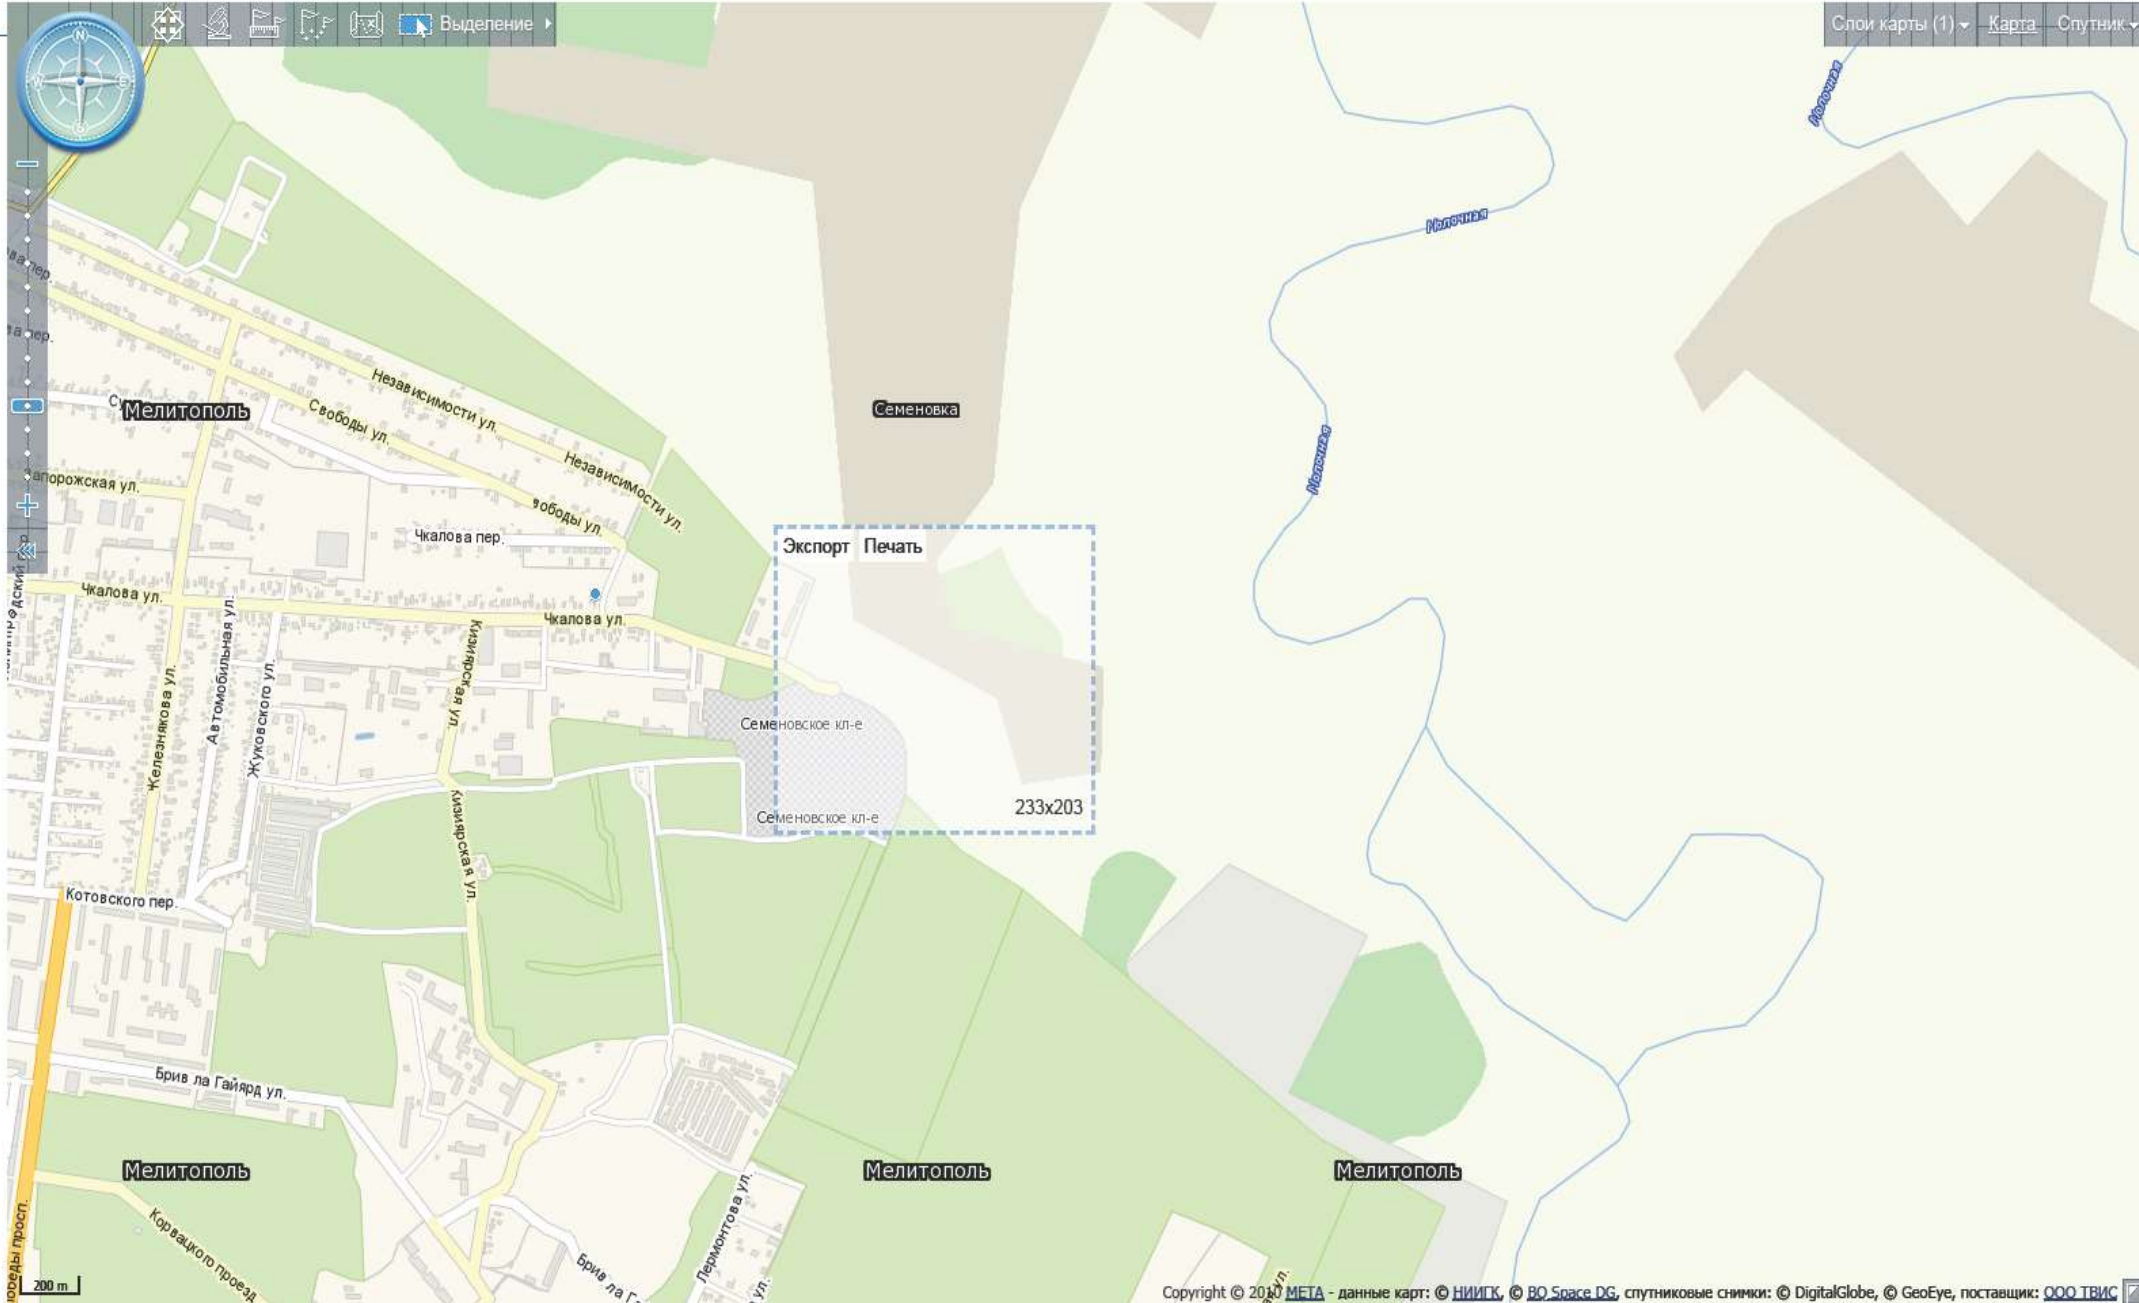 Выделение
Слои карты (1)
Карта
Спутник
N
E
S
W
Молочная
Молочная
Мелитополь
Независимости ул.
Свободы ул.
Семеновка
Независимости ул.
Молочная
ул.
Чкалова пер.
Экспорт
Печать
Чкалова ул.
Чкалова ул.
Кизиярская ул.
Автомобильная ул.
Железнякова ул.
Жуковского ул.
Семеновское кл-е
Семеновское кл-е
233x203
Кизиярская ул.
Котовского пер.
Брив ла Гайярд ул.
Мелитополь
Мелитополь
Мелитополь
Корвацкого проезд
Лермонтова ул.
Брив ла
просп.
ул.
200 m
Copyright © 2010 МЕТА - данные карт: © НИИГК, © BQ Space DG, спутниковые снимки: © DigitalGlobe, © GeoEye, поставщик: ООО ТВИС